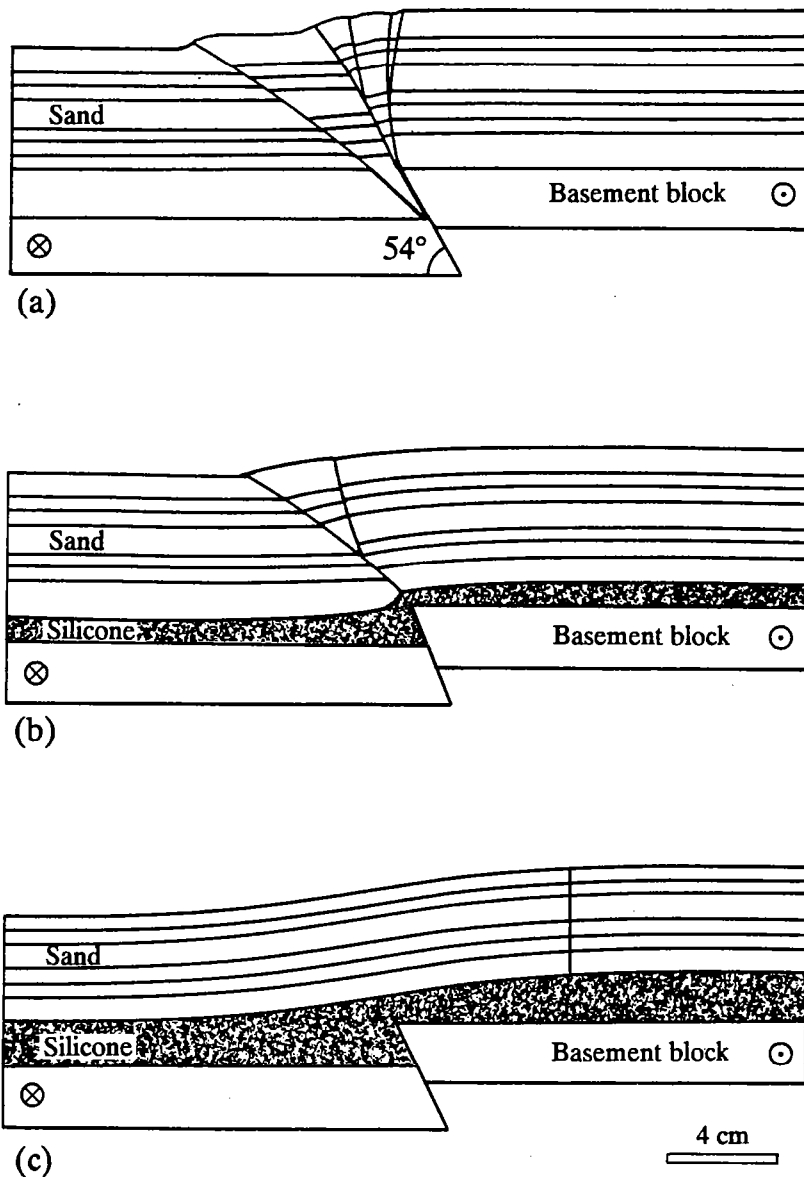 Sand
Basement block
54°
(a)
Sand
Silicone
Basement block
(b)
Sand
Silicone
Basement block
4 cm
(c)